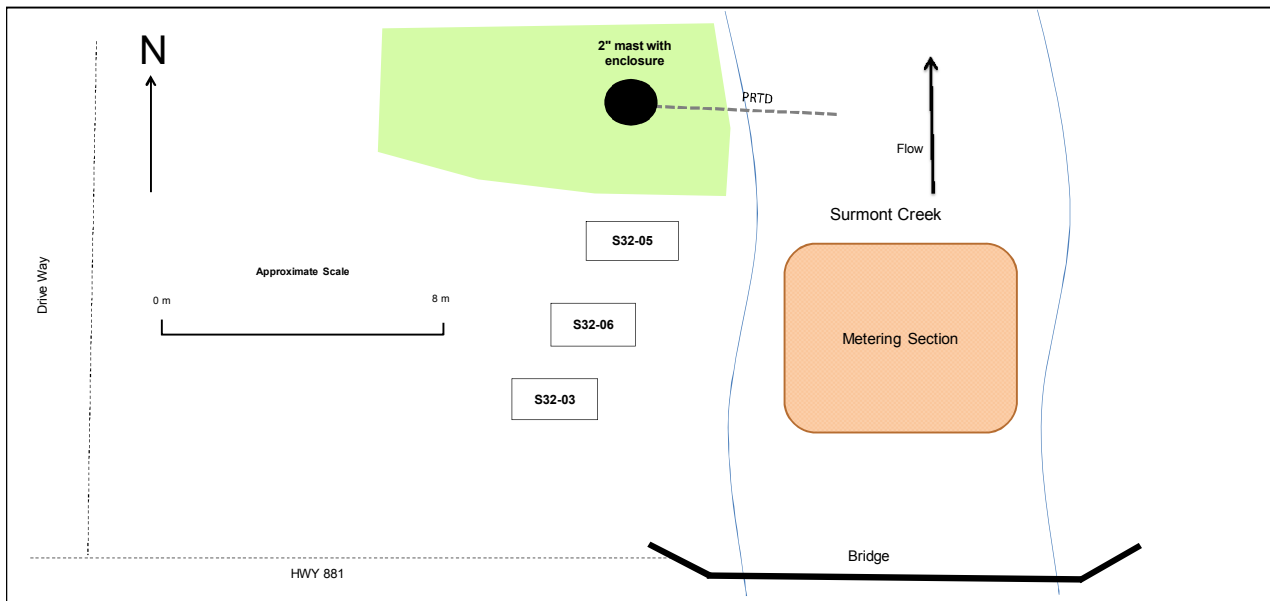 N
2" mast with
enclosure
PRTD
Flow
Surmont Creek
S32-05
Approximate Scale
0 m
8 m
Drive Way
S32-06
Metering Section
S32-03
Bridge
HWY 881